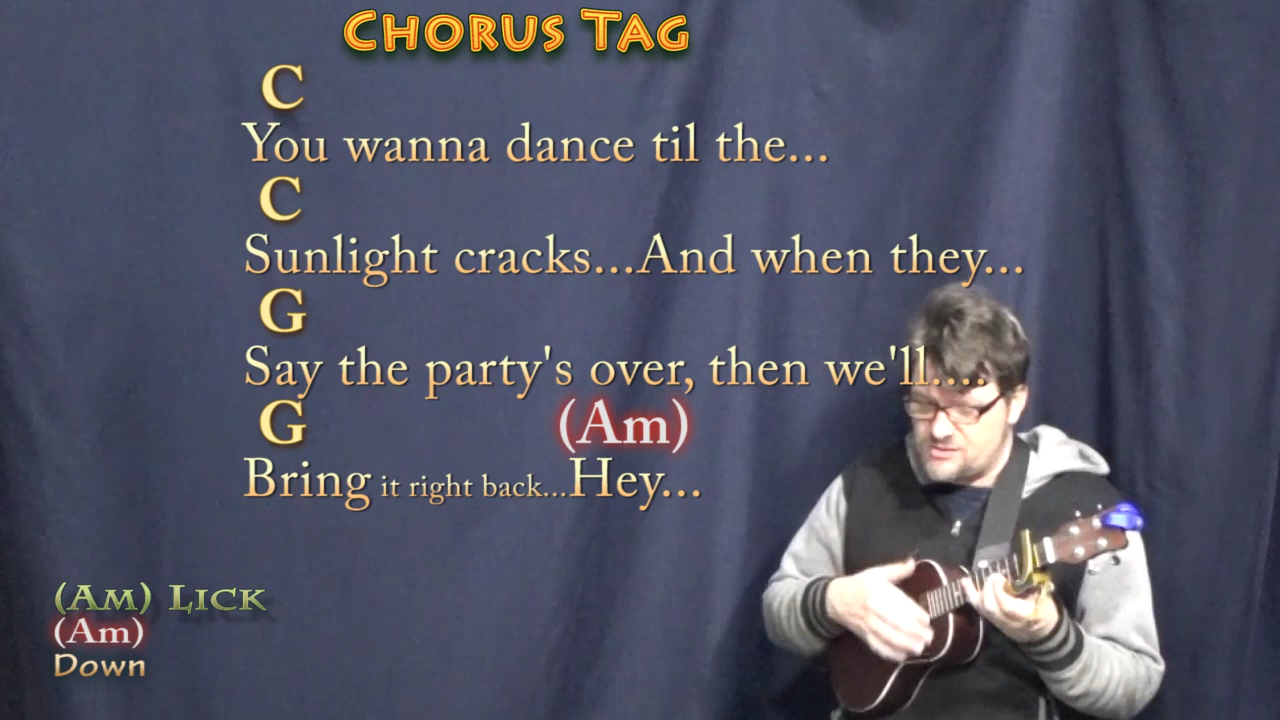 Chorus Tag
C
You wanna dance til the...
C
Sunlight cracks...And when they...
G
Say the party's over, then we'll....
G (Am)
Bring it right back...Hey...
(Am) Lick
(Am)
Down